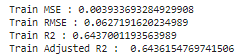 Train MSE : 0.003933693284929908
Train RMSE : 0.0627191620234989
Train R2 : 0.6437001193563989
Train Adjusted R2 :  0.6436154769741506